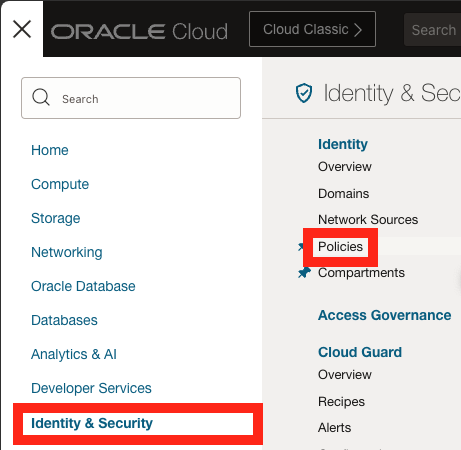 ORACLE Cloud
Cloud Classic >
Search
Search
Home
Compute
Storage
Networking
Oracle Database
Databases
Analytics & AI
Developer Services
Identity & Security
Identity & Sec
Identity
Overview
Domains
Network Sources
Policies
Compartments
Access Governance
Cloud Guard
Overview
Recipes
Alerts